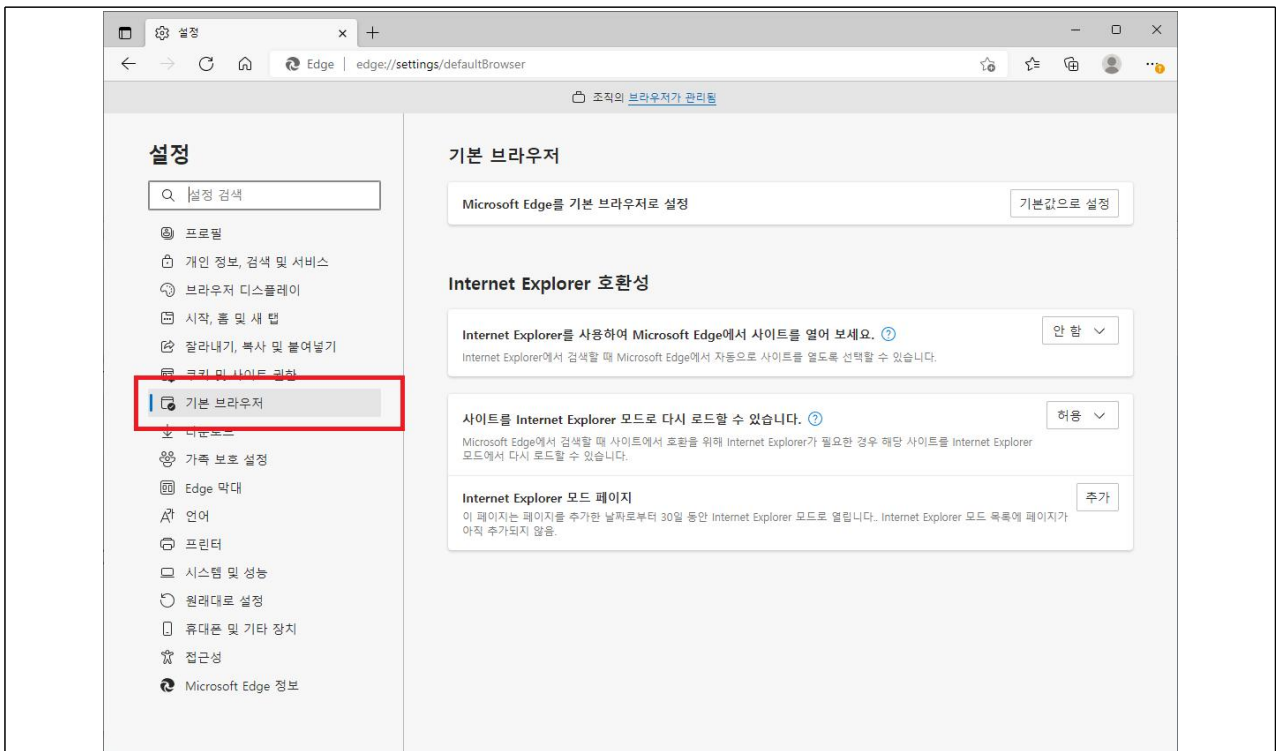 설정
Edge | edge://settings/defaultBrowser
조직의 브라우저가 관리됨
설정
설정 검색
프로필
개인 정보, 검색 및 서비스
브라우저 디스플레이
시작, 홈 및 새 탭
잘라내기, 복사 및 붙여넣기
쿠키 및 사이트 권한
기본 브라우저
다운로드
가족 보호 설정
Edge 막대
언어
프린터
시스템 및 성능
원래대로 설정
휴대폰 및 기타 장치
접근성
Microsoft Edge 정보
기본 브라우저
Microsoft Edge를 기본 브라우저로 설정
기본값으로 설정
Internet Explorer 호환성
Internet Explorer를 사용하여 Microsoft Edge에서 사이트를 열어 보세요.
안 함
Internet Explorer에서 검색할 때 Microsoft Edge에서 자동으로 사이트를 열도록 선택할 수 있습니다.
사이트를 Internet Explorer 모드로 다시 로드할 수 있습니다.
허용
Microsoft Edge에서 검색할 때 사이트에서 호환을 위해 Internet Explorer가 필요한 경우 해당 사이트를 Internet Explorer
모드에서 다시 로드할 수 있습니다.
Internet Explorer 모드 페이지
추가
이 페이지는 페이지를 추가한 날짜로부터 30일 동안 Internet Explorer 모드로 열립니다.. Internet Explorer 모드 목록에 페이지가
아직 추가되지 않음.